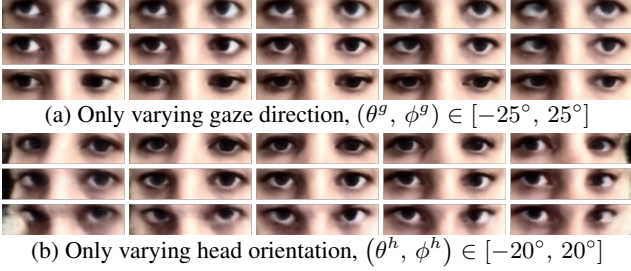 (a) Only varying gaze direction, (θ^g, ϕ^g) ∈ [−25°, 25°]
(b) Only varying head orientation, (θ^h, ϕ^h) ∈ [−20°, 20°]